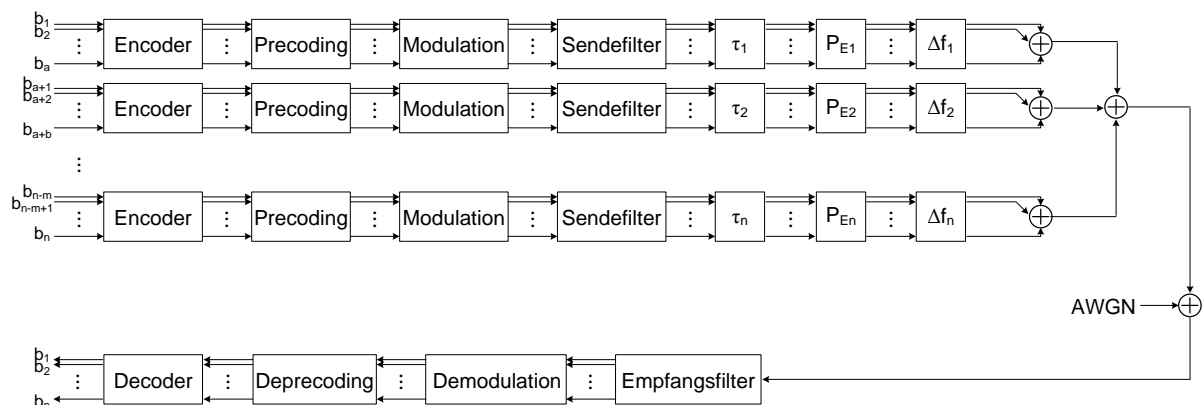 b1
b2
⋮
ba
Encoder ⋮ Precoding ⋮ Modulation ⋮ Sendefilter ⋮ τ1 ⋮ PE1 ⋮ Δf1
ba+1
ba+2
⋮
ba+b
Encoder ⋮ Precoding ⋮ Modulation ⋮ Sendefilter ⋮ τ2 ⋮ PE2 ⋮ Δf2
⋮
bn-m
bn-m+1
⋮
bn
Encoder ⋮ Precoding ⋮ Modulation ⋮ Sendefilter ⋮ τn ⋮ PEn ⋮ Δfn
AWGN
b1
b2
⋮
Decoder ⋮ Deprecoding ⋮ Demodulation ⋮ Empfangsfilter